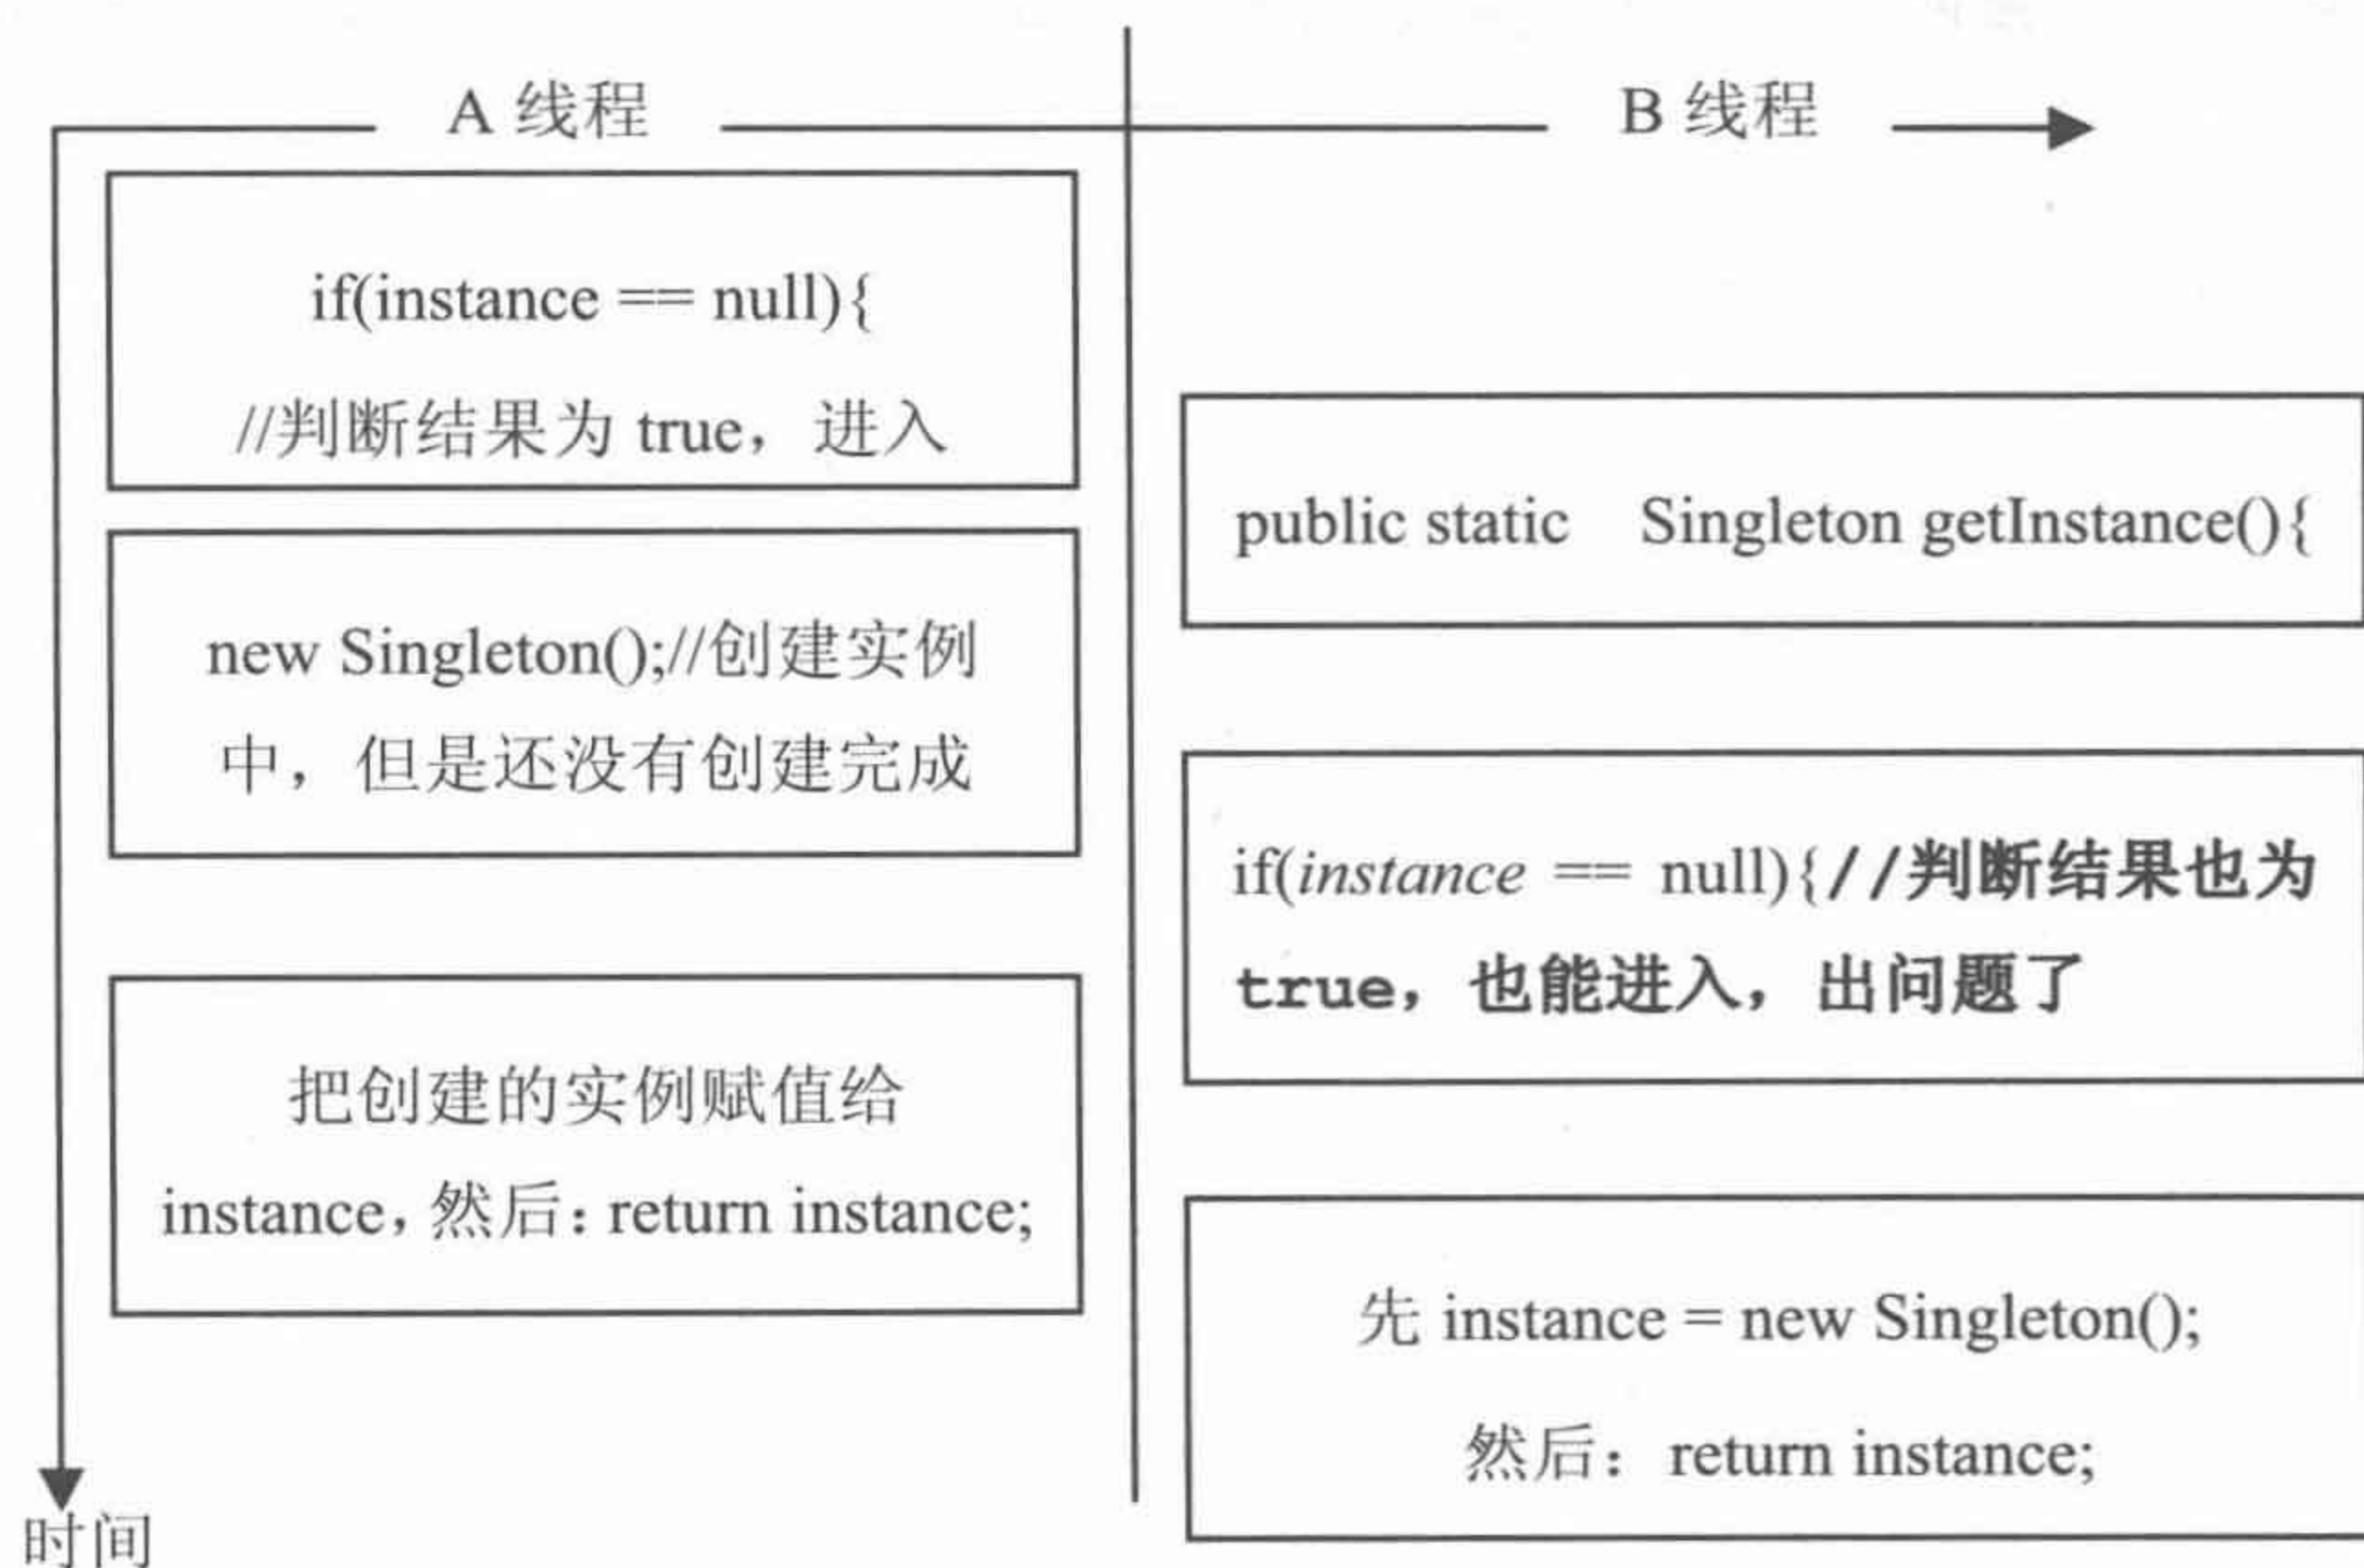 A 线程
B 线程
if(instance == null){
//判断结果为 true，进入
new Singleton();//创建实例
中，但是还没有创建完成
把创建的实例赋值给
instance，然后：return instance;
public static Singleton getInstance(){
if(instance == null){//判断结果也为
true，也能进入，出问题了
先 instance = new Singleton();
然后：return instance;
时间